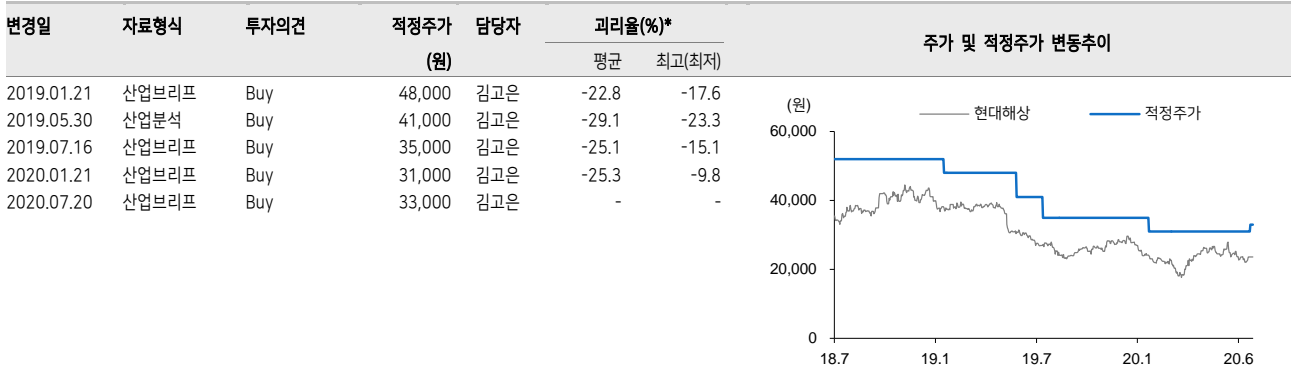 변경일 자료형식 투자의견 적정주가 담당자 괴리율(%)* 주가 및 적정주가 변동추이
(원) 평균 최고(최저)
2019.01.21 산업브리프 Buy 48,000 김고은 -22.8 -17.6
2019.05.30 산업분석 Buy 41,000 김고은 -29.1 -23.3
2019.07.16 산업브리프 Buy 35,000 김고은 -25.1 -15.1
2020.01.21 산업브리프 Buy 31,000 김고은 -25.3 -9.8
2020.07.20 산업브리프 Buy 33,000 김고은 - -
(원)
현대해상 적정주가
60,000
40,000
20,000
0
18.7 19.1 19.7 20.1 20.6